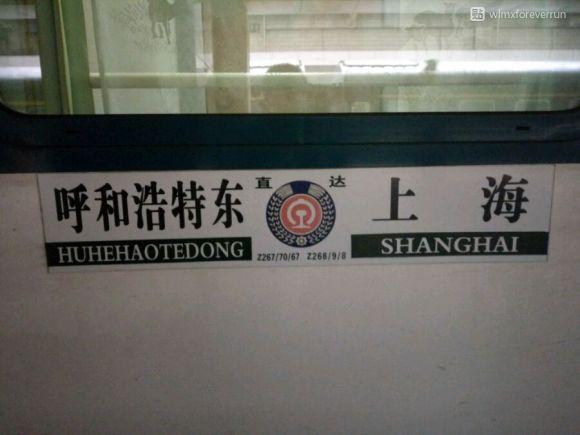 wlmxforeverrun
呼和浩特东 直达 上海
HUHEHAOTEDONG Z267/70/67 Z268/9/8 SHANGHAI